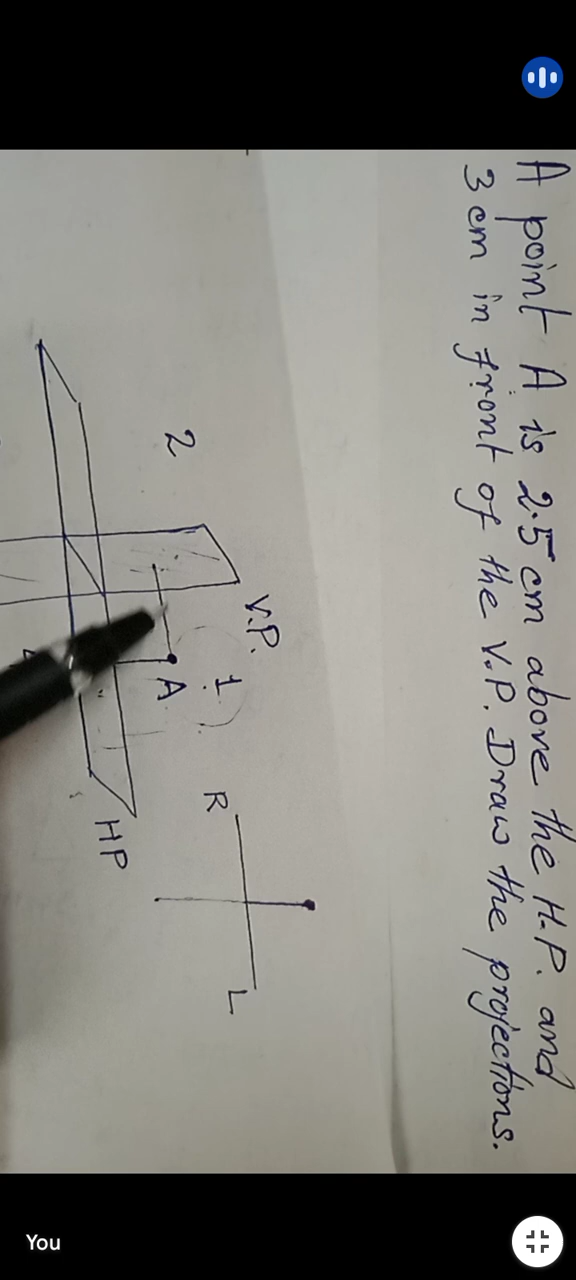 A point A is 2.5 cm above the H.P. and
3 cm in front of the V.P. Draw the projections.
2
V.P.
1
A
HP
R
L
You